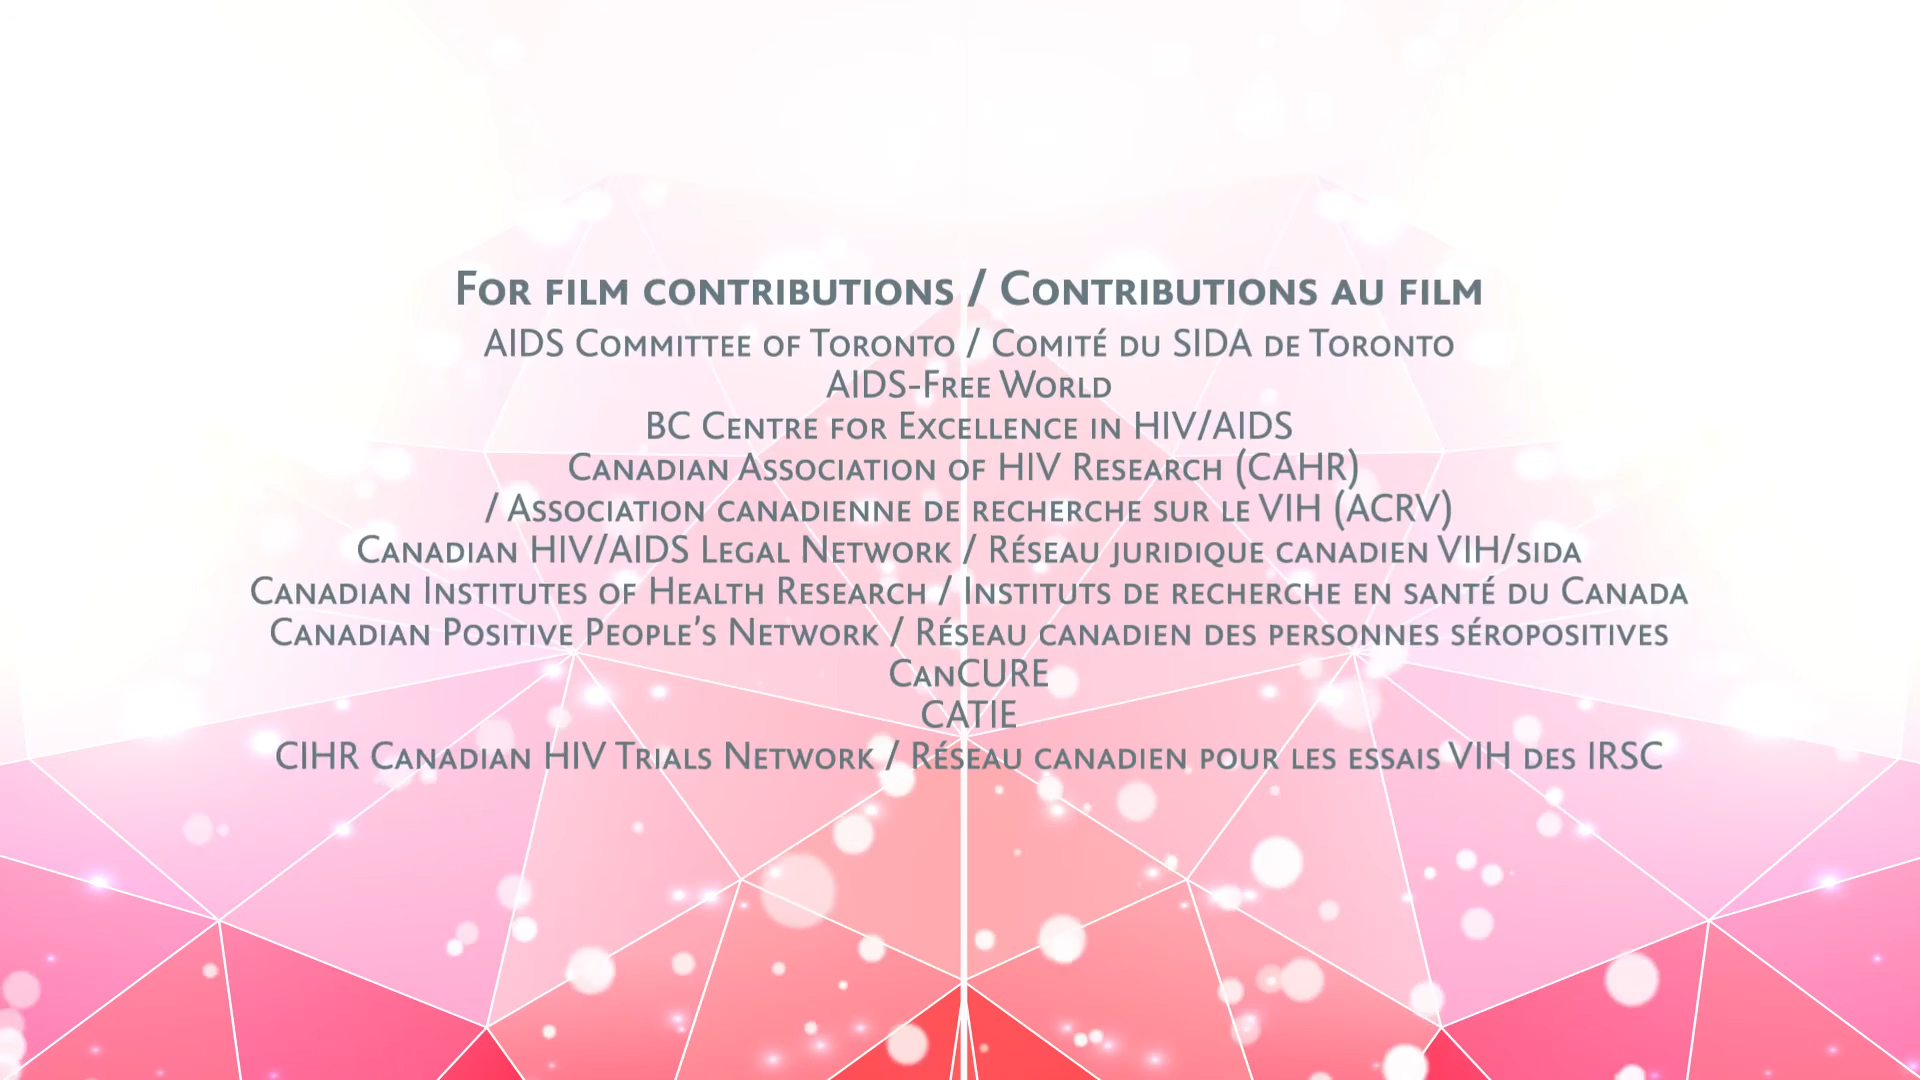 For film contributions / Contributions au film
AIDS Committee of Toronto / Comité du SIDA de Toronto
AIDS-Free World
BC Centre for Excellence in HIV/AIDS
Canadian Association of HIV Research (CAHR)
/ Association canadienne de recherche sur le VIH (ACRV)
Canadian HIV/AIDS Legal Network / Réseau juridique canadien VIH/sida
Canadian Institutes of Health Research / Instituts de recherche en santé du Canada
Canadian Positive People's Network / Réseau canadien des personnes séropositives
CanCURE
CATIE
CIHR Canadian HIV Trials Network / Réseau canadien pour les essais VIH des IRSC